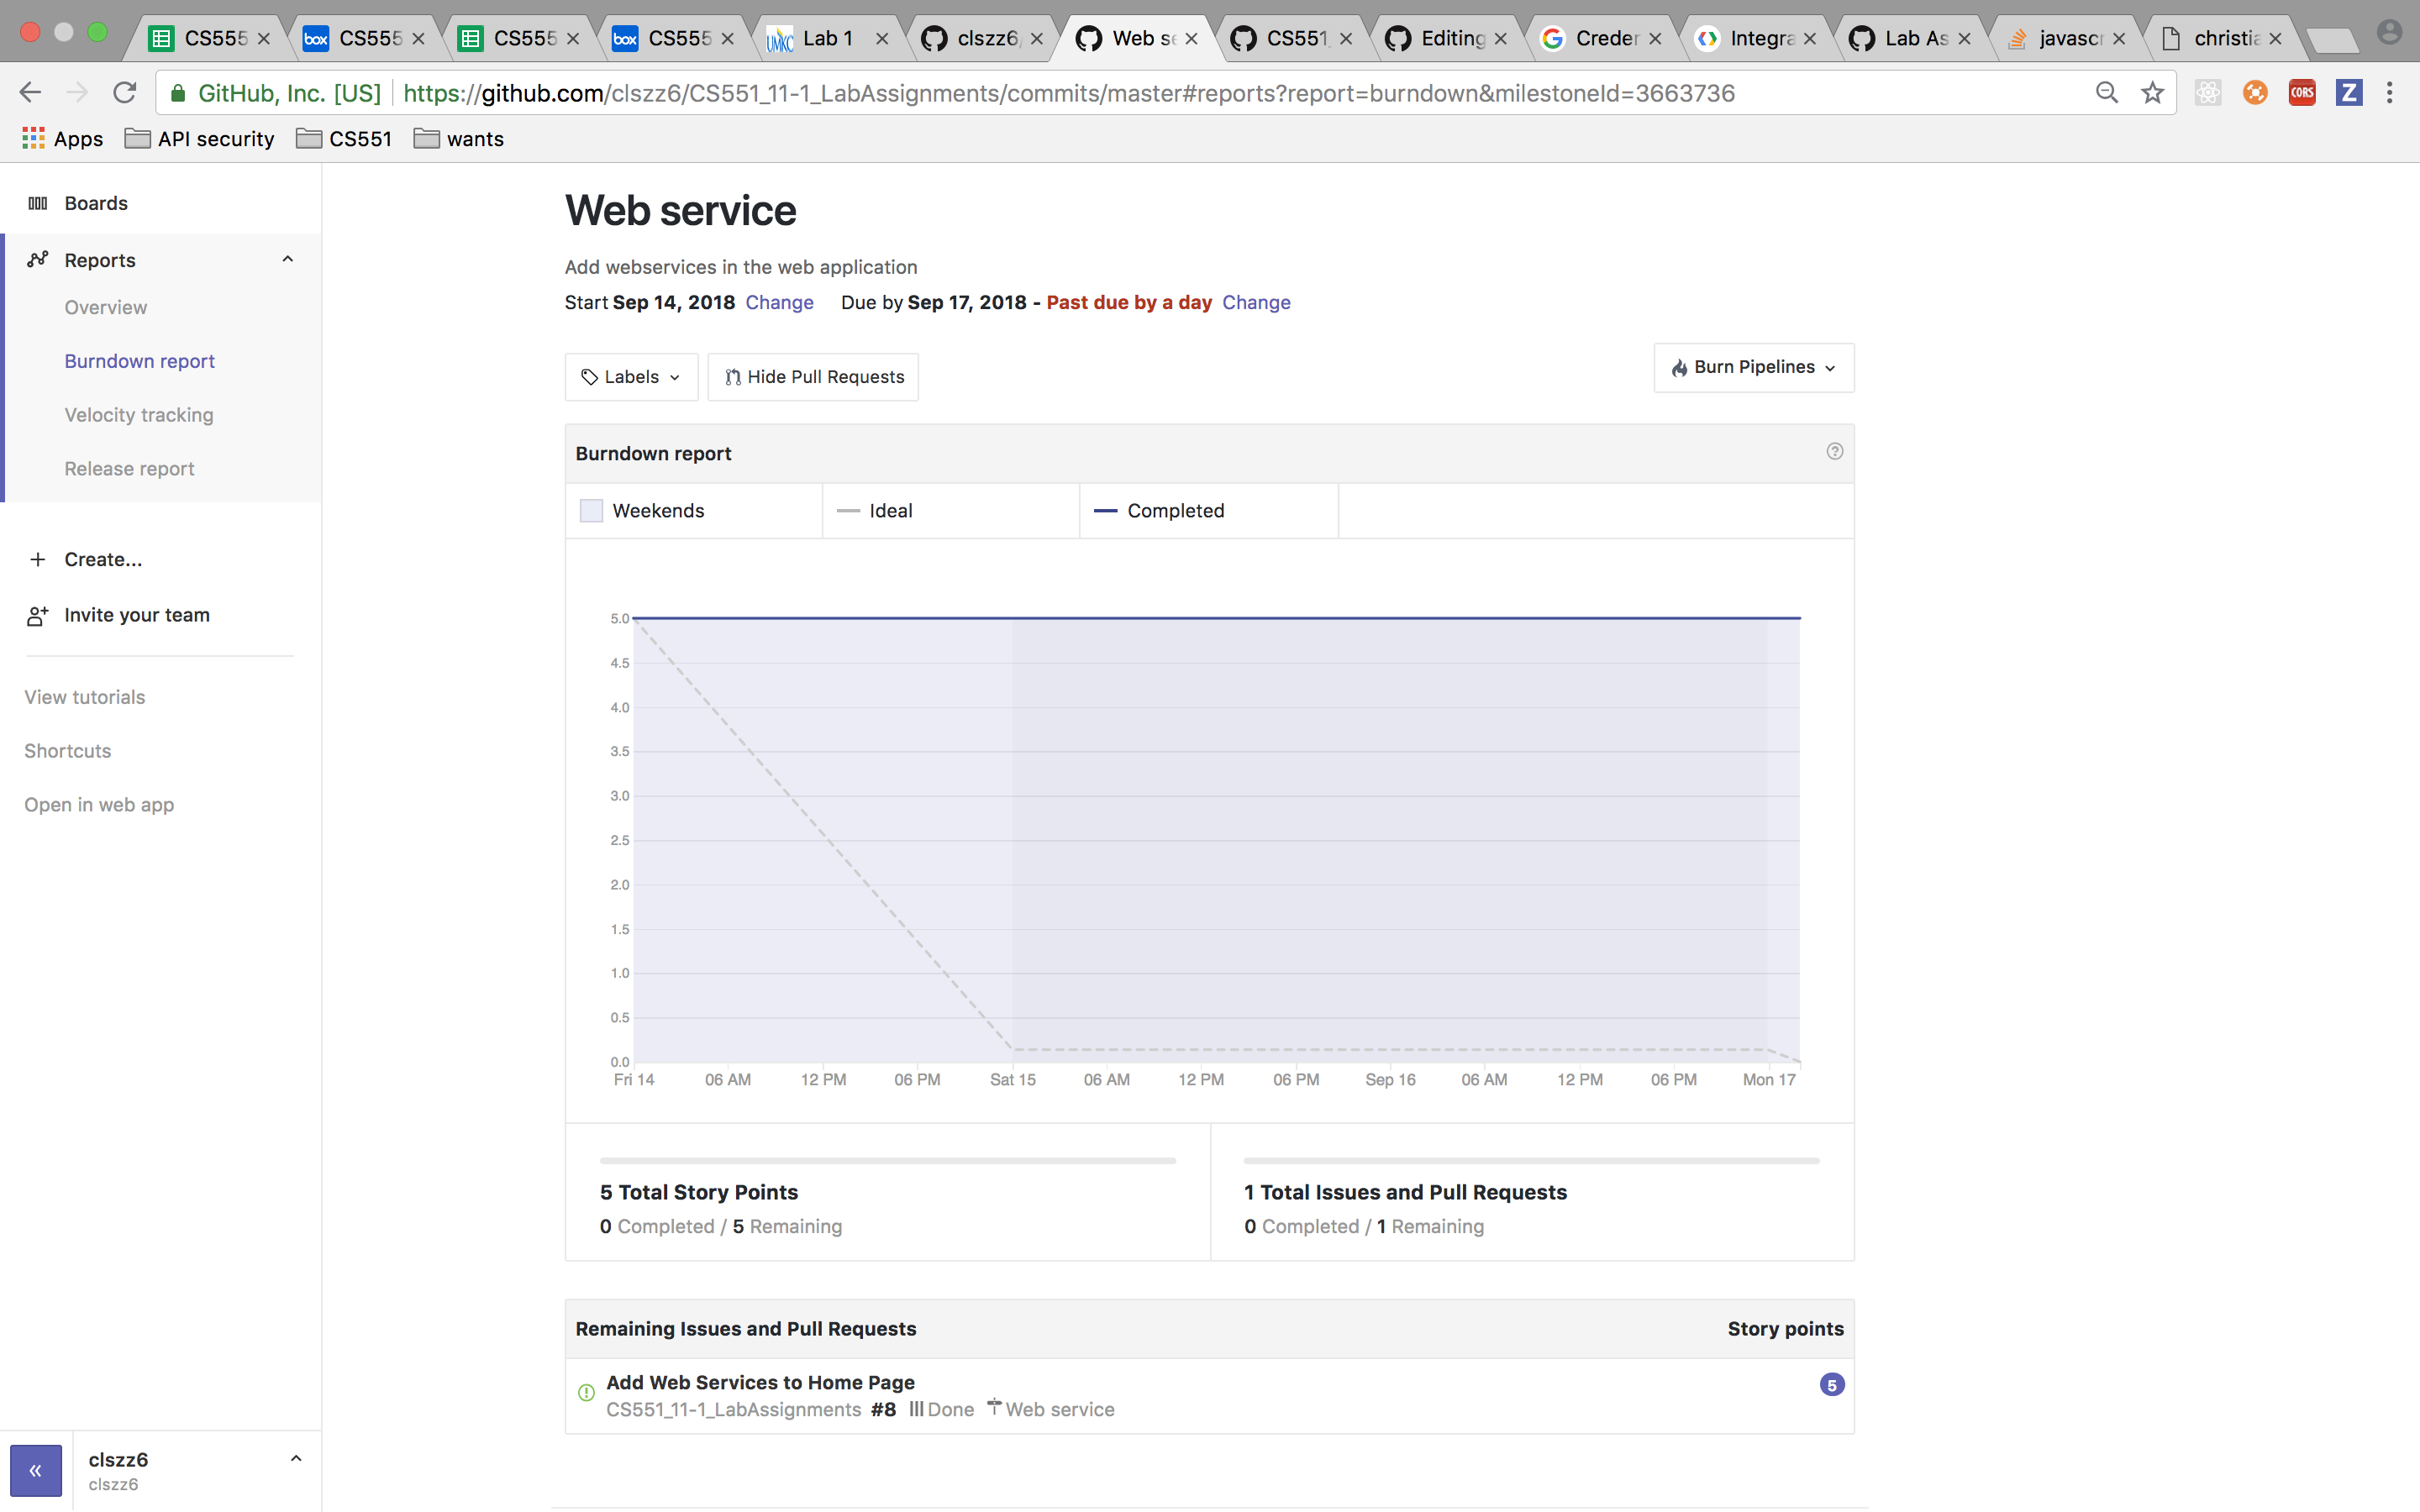 CS555 CS555 CS555 CS555 Lab 1 clszz6, Web se CS551_ Editing Creder Integra Lab As javascr christia
GitHub, Inc. [US] https://github.com/clszz6/CS551_11-1_LabAssignments/commits/master#reports?report=burndown&milestoneId=3663736
Apps API security CS551 wants
Boards
Reports
Overview
Burndown report
Velocity tracking
Release report
Create...
Invite your team
View tutorials
Shortcuts
Open in web app
clszz6
clszz6
Web service
Add webservices in the web application
Start Sep 14, 2018 Change Due by Sep 17, 2018 - Past due by a day Change
Labels Hide Pull Requests Burn Pipelines
Burndown report
Weekends Ideal Completed
5.0
4.5
4.0
3.5
3.0
2.5
2.0
1.5
1.0
0.5
0.0
Fri 14 06 AM 12 PM 06 PM Sat 15 06 AM 12 PM 06 PM Sep 16 06 AM 12 PM 06 PM Mon 17
5 Total Story Points
0 Completed / 5 Remaining
1 Total Issues and Pull Requests
0 Completed / 1 Remaining
Remaining Issues and Pull Requests Story points
Add Web Services to Home Page 5
CS551_11-1_LabAssignments #8 Done Web service